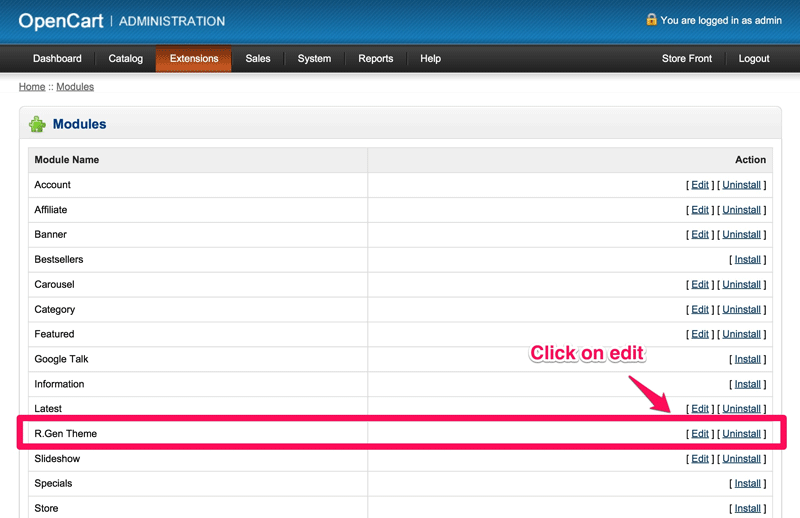 OpenCart | ADMINISTRATION
You are logged in as admin
Dashboard Catalog Extensions Sales System Reports Help Store Front Logout
Home :: Modules
Modules
Module Name Action
Account [ Edit ] [ Uninstall ]
Affiliate [ Edit ] [ Uninstall ]
Banner [ Edit ] [ Uninstall ]
Bestsellers [ Install ]
Carousel [ Edit ] [ Uninstall ]
Category [ Edit ] [ Uninstall ]
Featured [ Edit ] [ Uninstall ]
Click on edit
Google Talk [ Install ]
Information [ Install ]
Latest [ Edit ] [ Uninstall ]
R.Gen Theme [ Edit ] [ Uninstall ]
Slideshow [ Edit ] [ Uninstall ]
Specials [ Install ]
Store [ Install ]